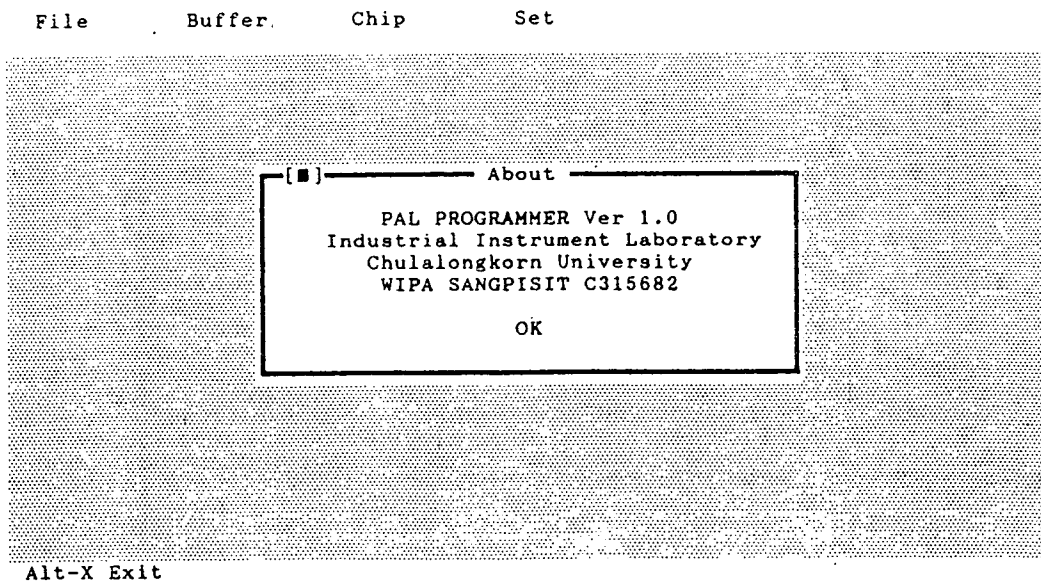 File Buffer Chip Set
[■] About
PAL PROGRAMMER Ver 1.0
Industrial Instrument Laboratory
Chulalongkorn University
WIPA SANGPISIT C315682
OK
Alt-X Exit